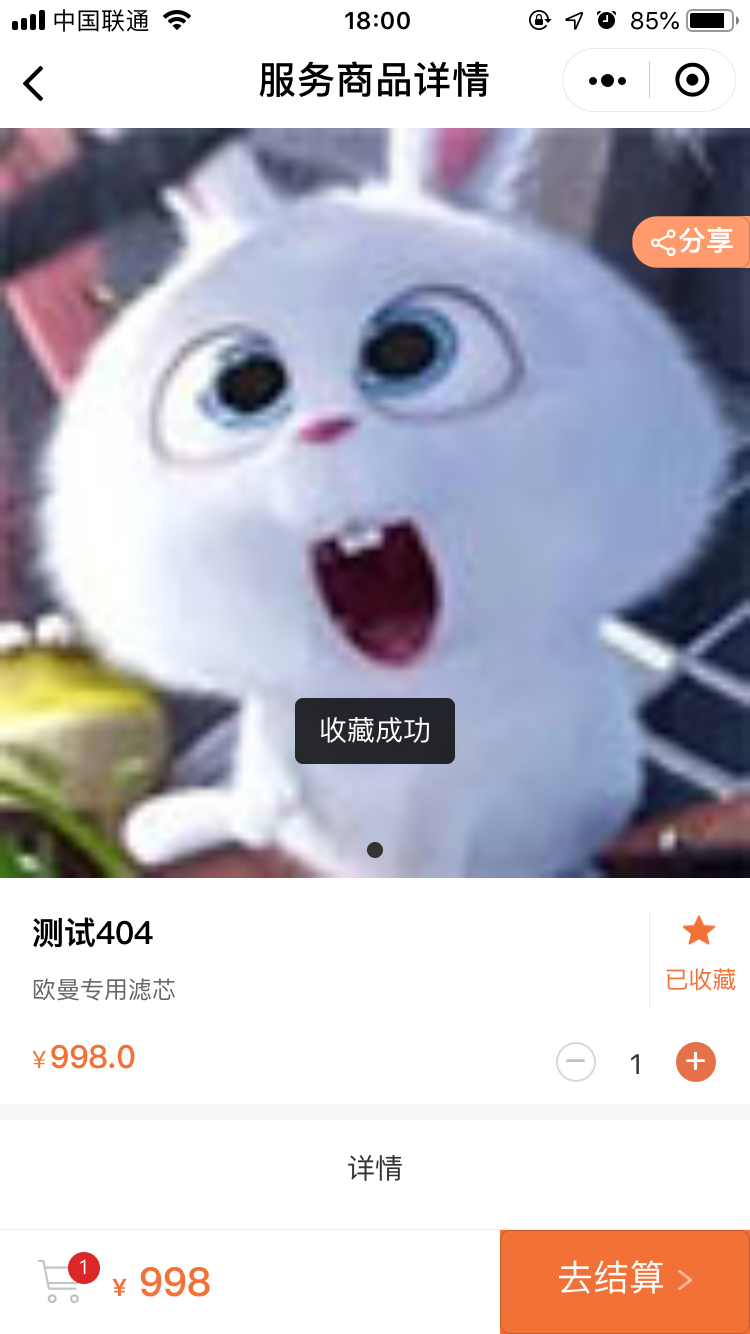 中国联通
18:00
85%
服务商品详情
分享
收藏成功
测试404
已收藏
欧曼专用滤芯
¥998.0
1
详情
1
¥ 998
去结算